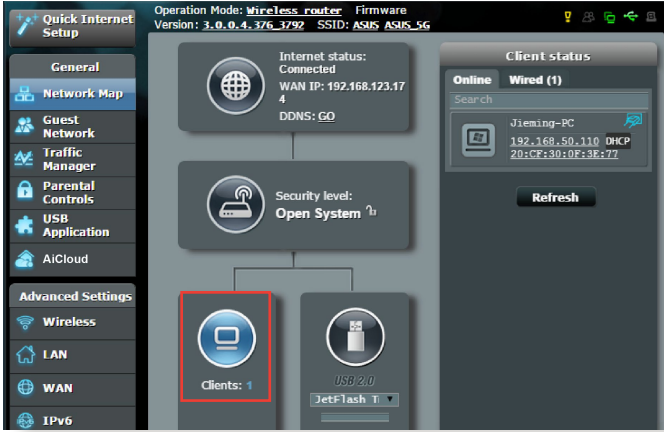 Operation Mode: Wireless router Firmware
Version: 3.0.0.4.376_3792 SSID: ASUS ASUS_5G
Quick Internet
Setup
General
Network Map
Guest
Network
Traffic
Manager
Parental
Controls
USB
Application
AiCloud
Advanced Settings
Wireless
LAN
WAN
IPv6
Internet status:
Connected
WAN IP: 192.168.123.17
4
DDNS: GO
Security level:
Open System
Clients: 1
USB 2.0
JetFlash T
Client status
Online Wired (1)
Search
Jieming-PC
192.168.50.110 DHCP
20:CF:30:0F:3E:77
Refresh